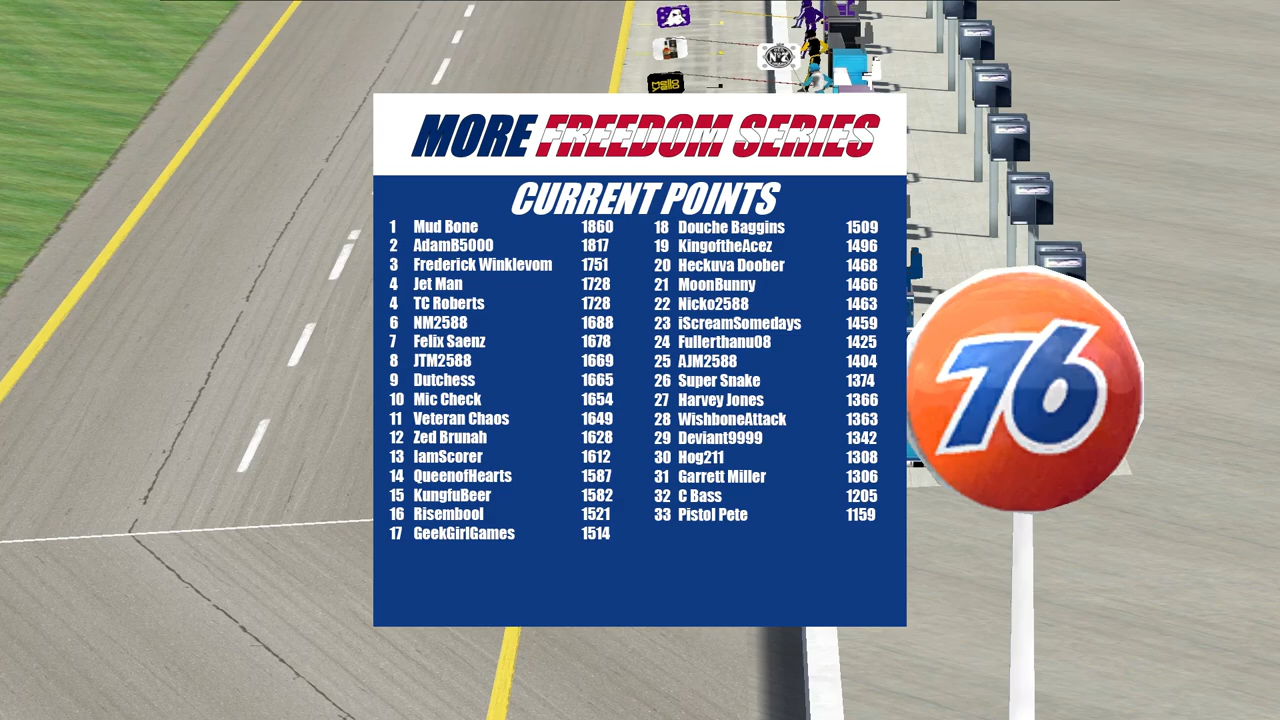 mello
yello
MORE FREEDOM SERIES
CURRENT POINTS
1 Mud Bone 1860
2 AdamB5000 1817
3 Frederick Winklevom 1751
4 Jet Man 1728
4 TC Roberts 1728
6 NM2588 1688
7 Felix Saenz 1678
8 JTM2588 1669
9 Dutchess 1665
10 Mic Check 1654
11 Veteran Chaos 1649
12 Zed Brunah 1628
13 IamScorer 1612
14 QueenofHearts 1587
15 KungfuBeer 1582
16 Risembool 1521
17 GeekGirlGames 1514
18 Douche Baggins 1509
19 KingoftheAcez 1496
20 Heckuva Doober 1468
21 MoonBunny 1466
22 Nicko2588 1463
23 iScreamSomedays 1459
24 Fullerthanu08 1425
25 AJM2588 1404
26 Super Snake 1374
27 Harvey Jones 1366
28 WishboneAttack 1363
29 Deviant9999 1342
30 Hog211 1308
31 Garrett Miller 1306
32 C Bass 1205
33 Pistol Pete 1159
76